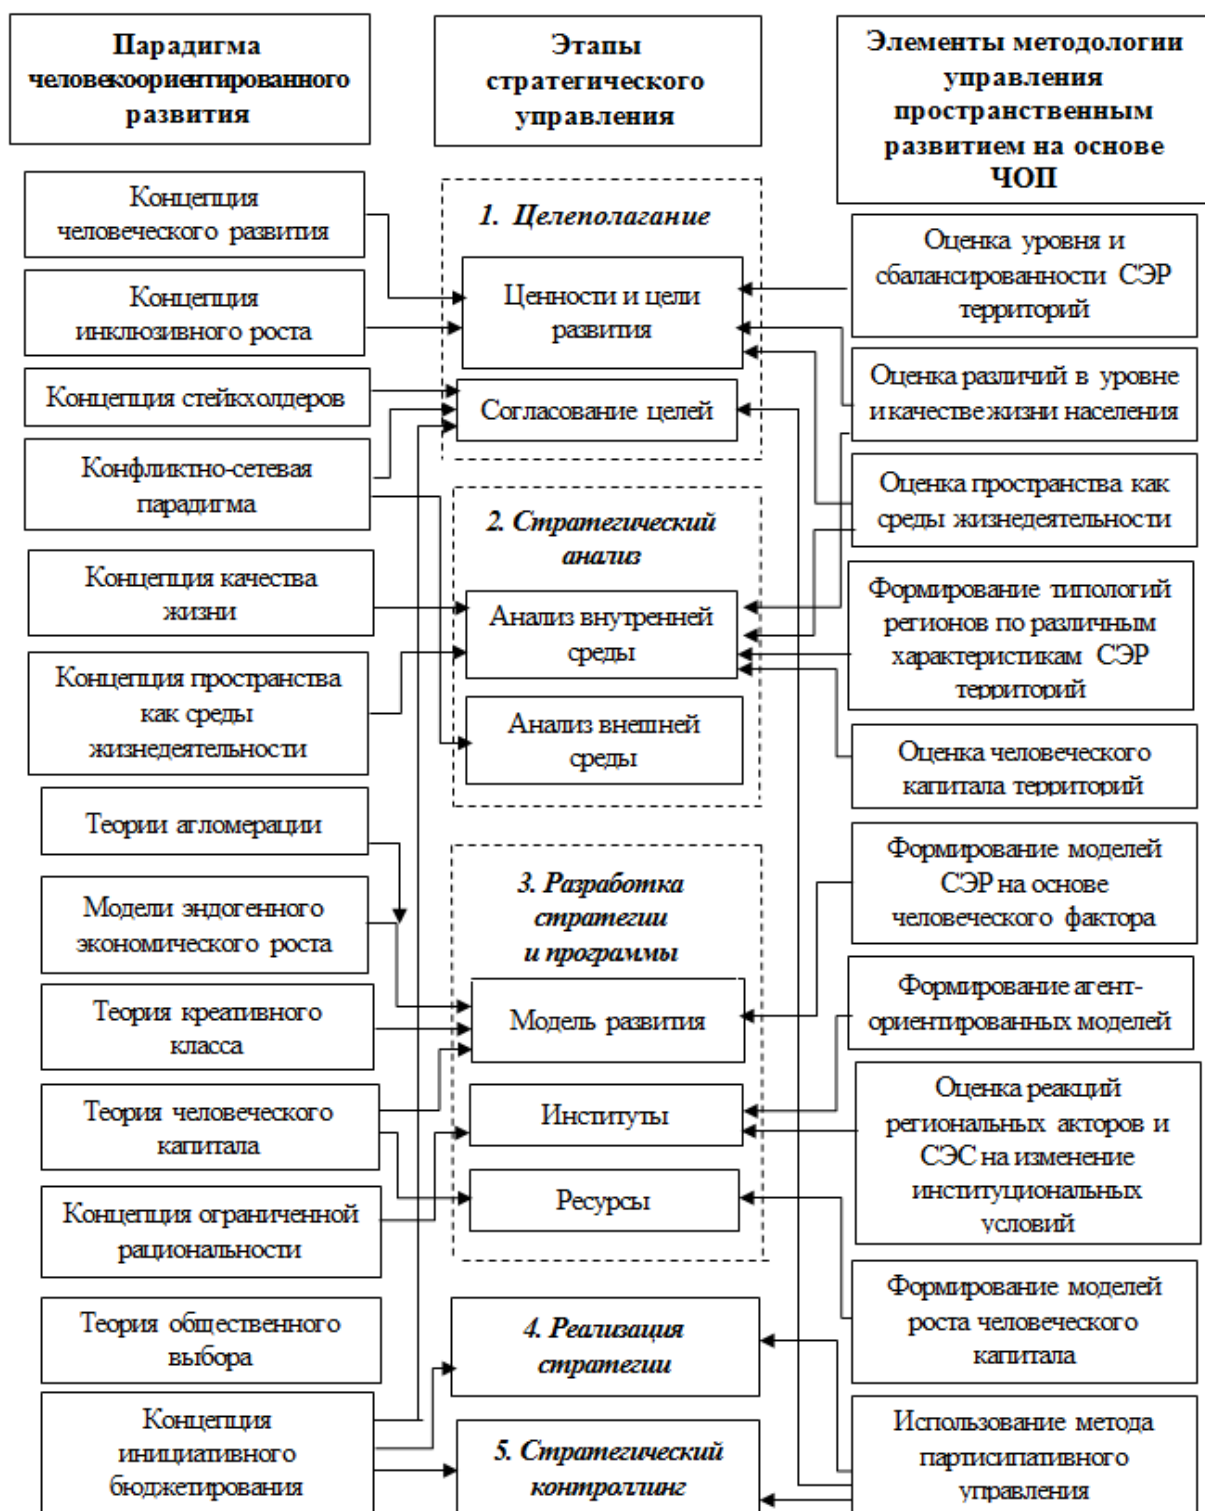 Парадигма
человекоориентированного
развития
Этапы
стратегического
управления
Элементы методологии
управления
пространственным
развитием на основе
ЧОП
Концепция
человеческого развития
Концепция
инклюзивного роста
Концепция стейкхолдеров
Конфликтно-сетевая
парадигма
Концепция качества
жизни
Концепция пространства
как среды
жизнедеятельности
Теории агломерации
Модели эндогенного
экономического роста
Теория креативного
класса
Теория человеческого
капитала
Концепция ограниченной
рациональности
Теория общественного
выбора
Концепция
инициативного
бюджетирования
1. Целеполагание
Ценности и цели
развития
Согласование целей
2. Стратегический
анализ
Анализ внутренней
среды
Анализ внешней
среды
3. Разработка
стратегии
и программы
Модель развития
Институты
Ресурсы
4. Реализация
стратегии
5. Стратегический
контроллинг
Оценка уровня и
сбалансированности СЭР
территорий
Оценка различий в уровне
и качестве жизни населения
Оценка пространства как
среды жизнедеятельности
Формирование типологий
регионов по различным
характеристикам СЭР
территорий
Оценка человеческого
капитала территорий
Формирование моделей
СЭР на основе
человеческого фактора
Формирование агент-
ориентированных моделей
Оценка реакций
региональных акторов и
СЭС на изменение
институциональных
условий
Формирование моделей
роста человеческого
капитала
Использование метода
партисипативного
управления